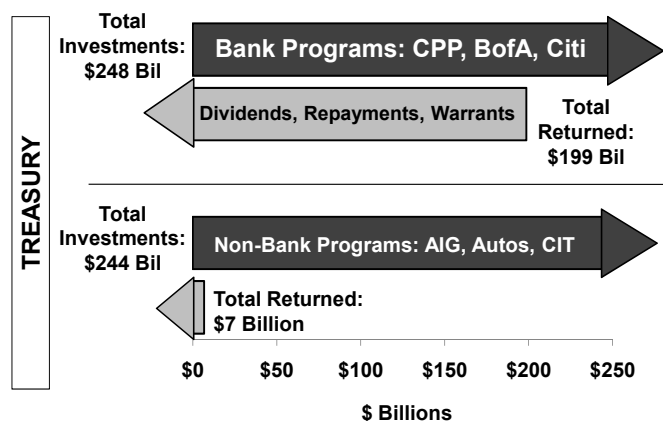 TREASURY
Total
Investments:
$248 Bil
Bank Programs: CPP, BofA, Citi
Dividends, Repayments, Warrants
Total
Returned:
$199 Bil
Total
Investments:
$244 Bil
Non-Bank Programs: AIG, Autos, CIT
Total Returned:
$7 Billion
$0 $50 $100 $150 $200 $250
$ Billions